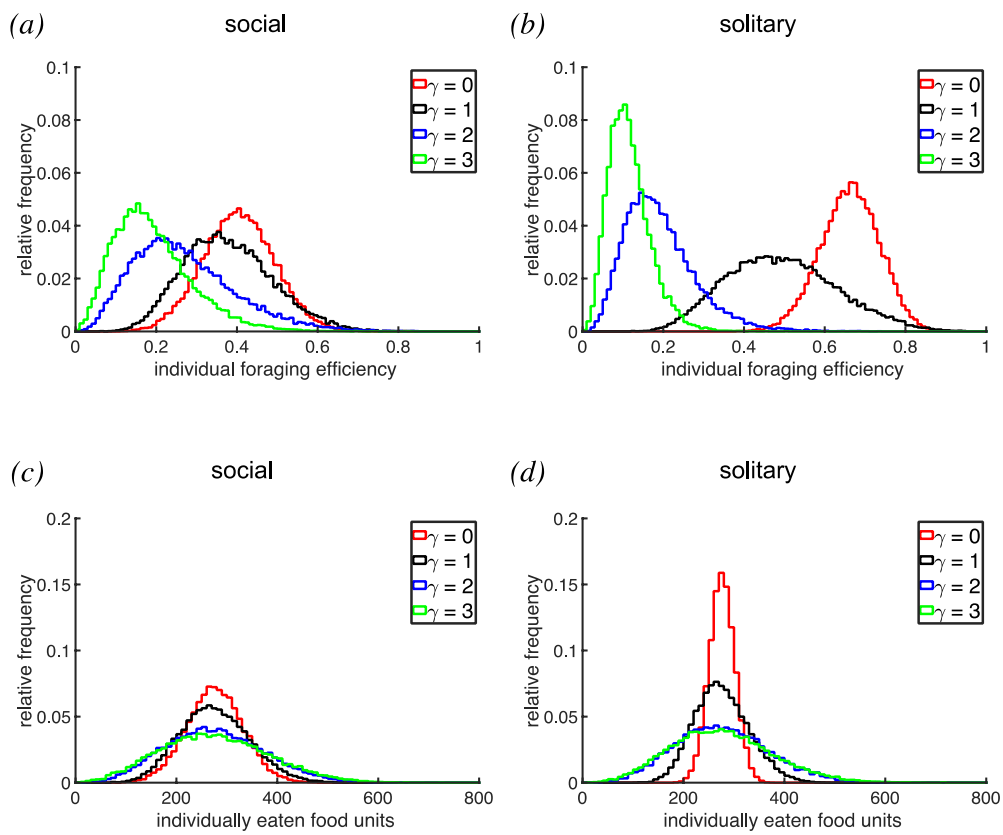 (a)
social
relative frequency
0.1
0.08
0.06
0.04
0.02
0
0
0.2
0.4
0.6
0.8
1
individual foraging efficiency
γ = 0
γ = 1
γ = 2
γ = 3
(b)
solitary
relative frequency
0.1
0.08
0.06
0.04
0.02
0
0
0.2
0.4
0.6
0.8
1
individual foraging efficiency
γ = 0
γ = 1
γ = 2
γ = 3
(c)
social
relative frequency
0.2
0.15
0.1
0.05
0
0
200
400
600
800
individually eaten food units
γ = 0
γ = 1
γ = 2
γ = 3
(d)
solitary
relative frequency
0.2
0.15
0.1
0.05
0
0
200
400
600
800
individually eaten food units
γ = 0
γ = 1
γ = 2
γ = 3